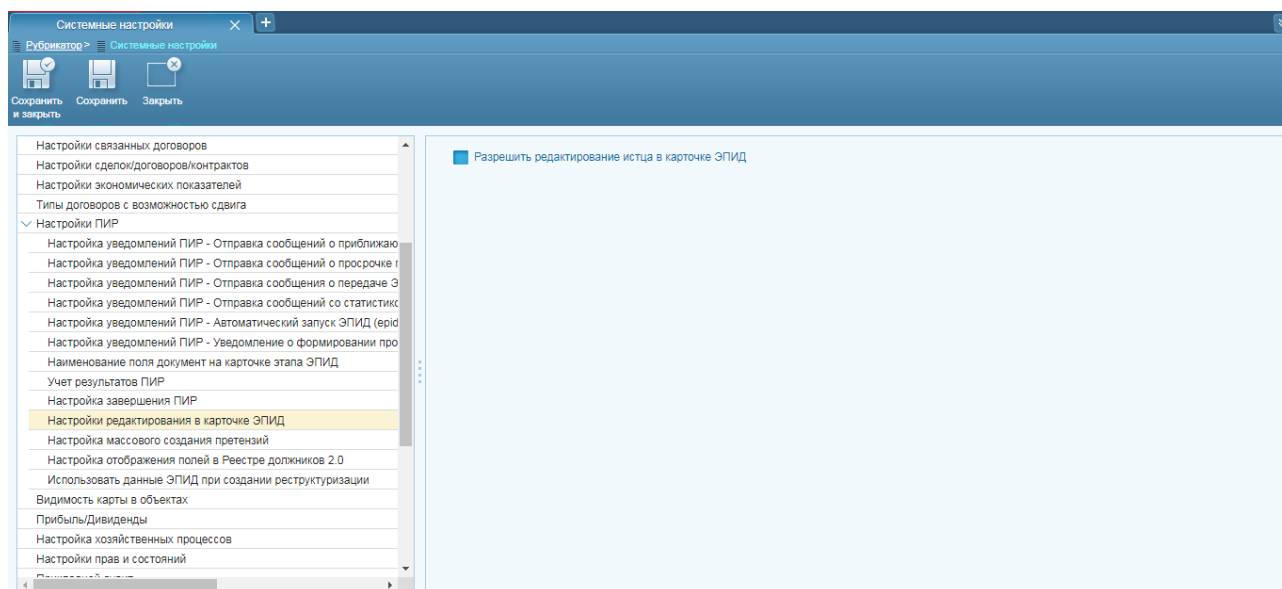 Системные настройки
Рубрикатор > Системные настройки
Сохранить и закрыть
Сохранить
Закрыть
Настройки связанных договоров
Настройки сделок/договоров/контрактов
Настройки экономических показателей
Типы договоров с возможностью сдвига
Настройки ПИР
Настройка уведомлений ПИР - Отправка сообщений о приближаю
Настройка уведомлений ПИР - Отправка сообщений о просрочке
Настройка уведомлений ПИР - Отправка сообщения о передаче Э
Настройка уведомлений ПИР - Отправка сообщений со статистикс
Настройка уведомлений ПИР - Автоматический запуск ЭПИД (epid
Настройка уведомлений ПИР - Уведомление о формировании про
Наименование поля документ на карточке этапа ЭПИД
Учет результатов ПИР
Настройка завершения ПИР
Настройки редактирования в карточке ЭПИД
Настройка массового создания претензий
Настройка отображения полей в Реестре должников 2.0
Использовать данные ЭПИД при создании реструктуризации
Видимость карты в объектах
Прибыль/Дивиденды
Настройка хозяйственных процессов
Настройки прав и состояний
Разрешить редактирование истца в карточке ЭПИД